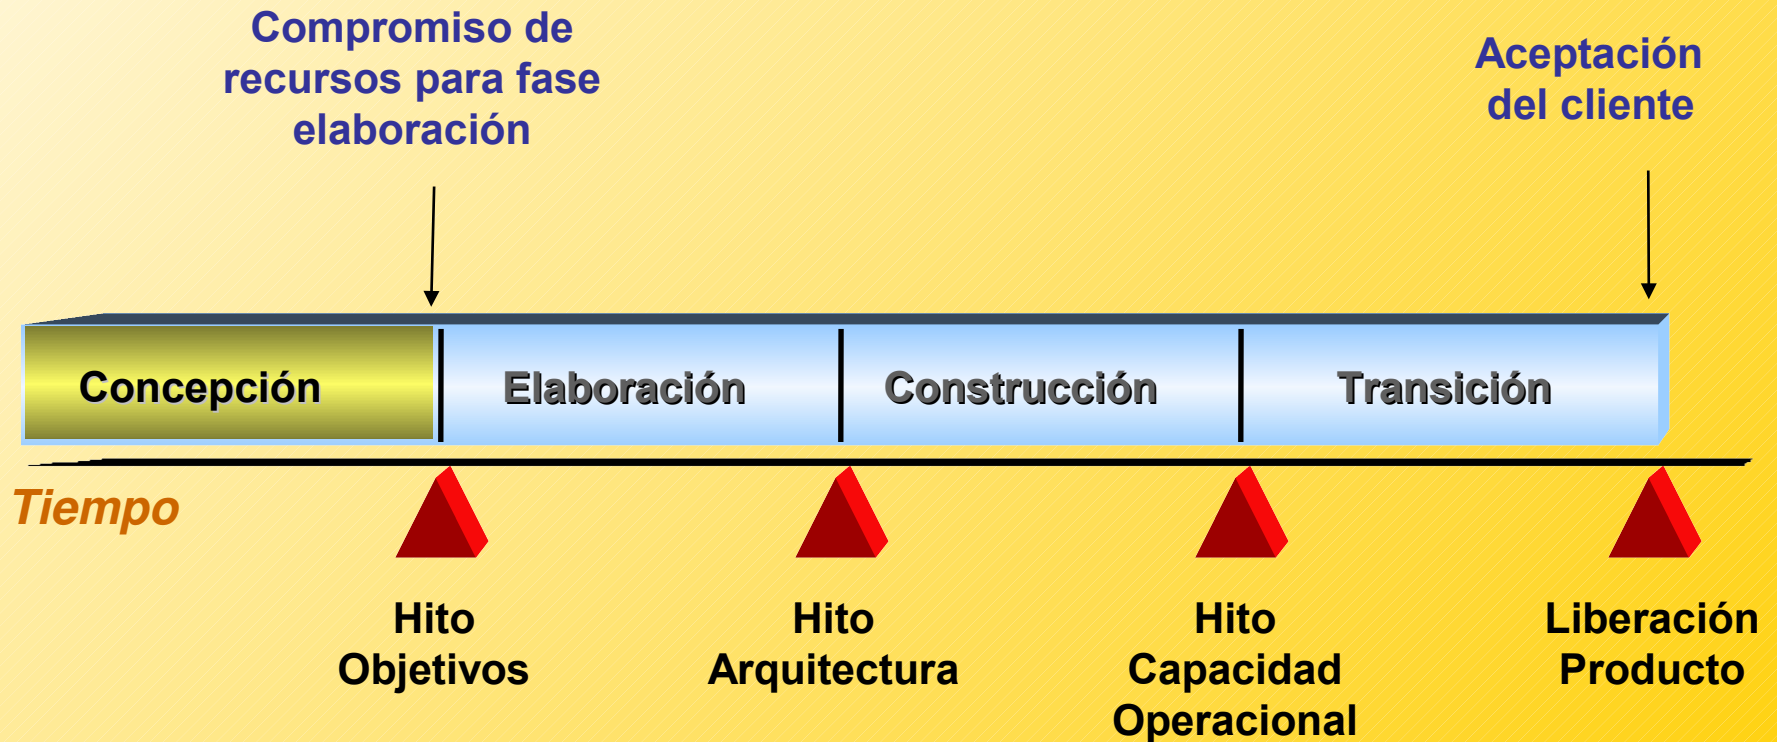 Compromiso de
recursos para fase
elaboración
Aceptación
del cliente
Concepción
Elaboración
Construcción
Transición
Tiempo
Hito
Objetivos
Hito
Arquitectura
Hito
Capacidad
Operacional
Liberación
Producto